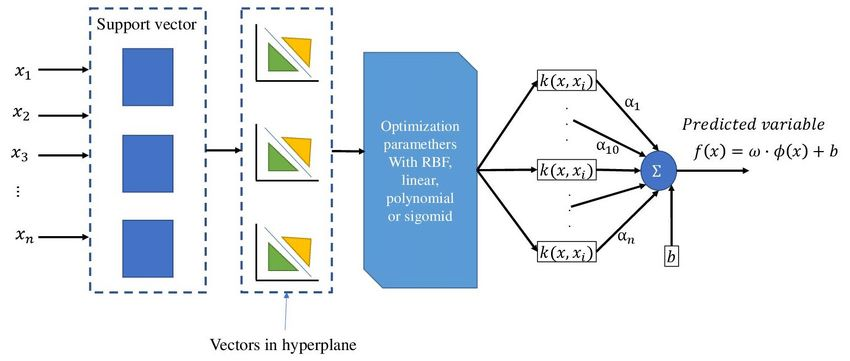 Support vector
x₁
x₂
x₃
⋮
xₙ
Vectors in hyperplane
Optimization
paramethers
With RBF,
linear,
polynomial
or sigomid
k(x, xᵢ)
k(x, xᵢ)
k(x, xᵢ)
α₁
α₁₀
αₙ
Σ
b
Predicted variable
f(x) = ω · ϕ(x) + b